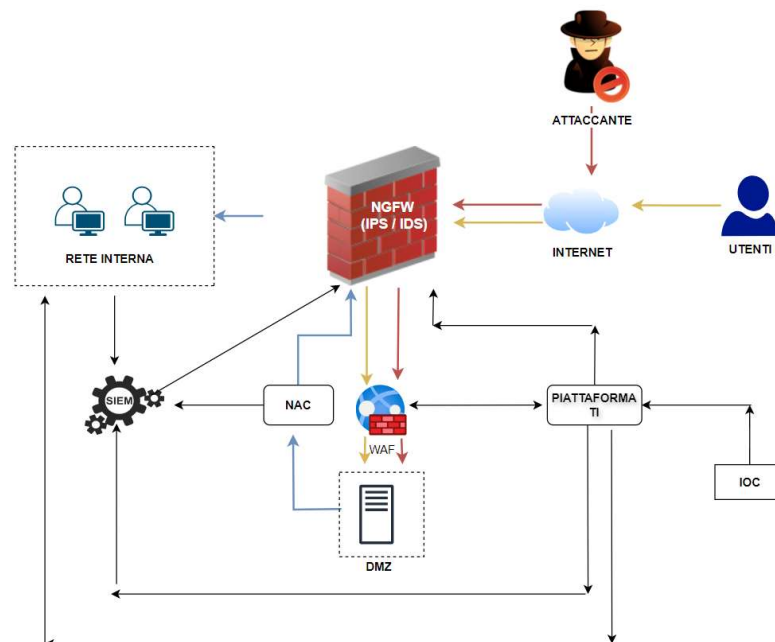 ATTACCANTE
NGFW
(IPS / IDS)
INTERNET
UTENTI
RETE INTERNA
SIEM
NAC
WAF
PIATTAFORMA
TI
IOC
DMZ